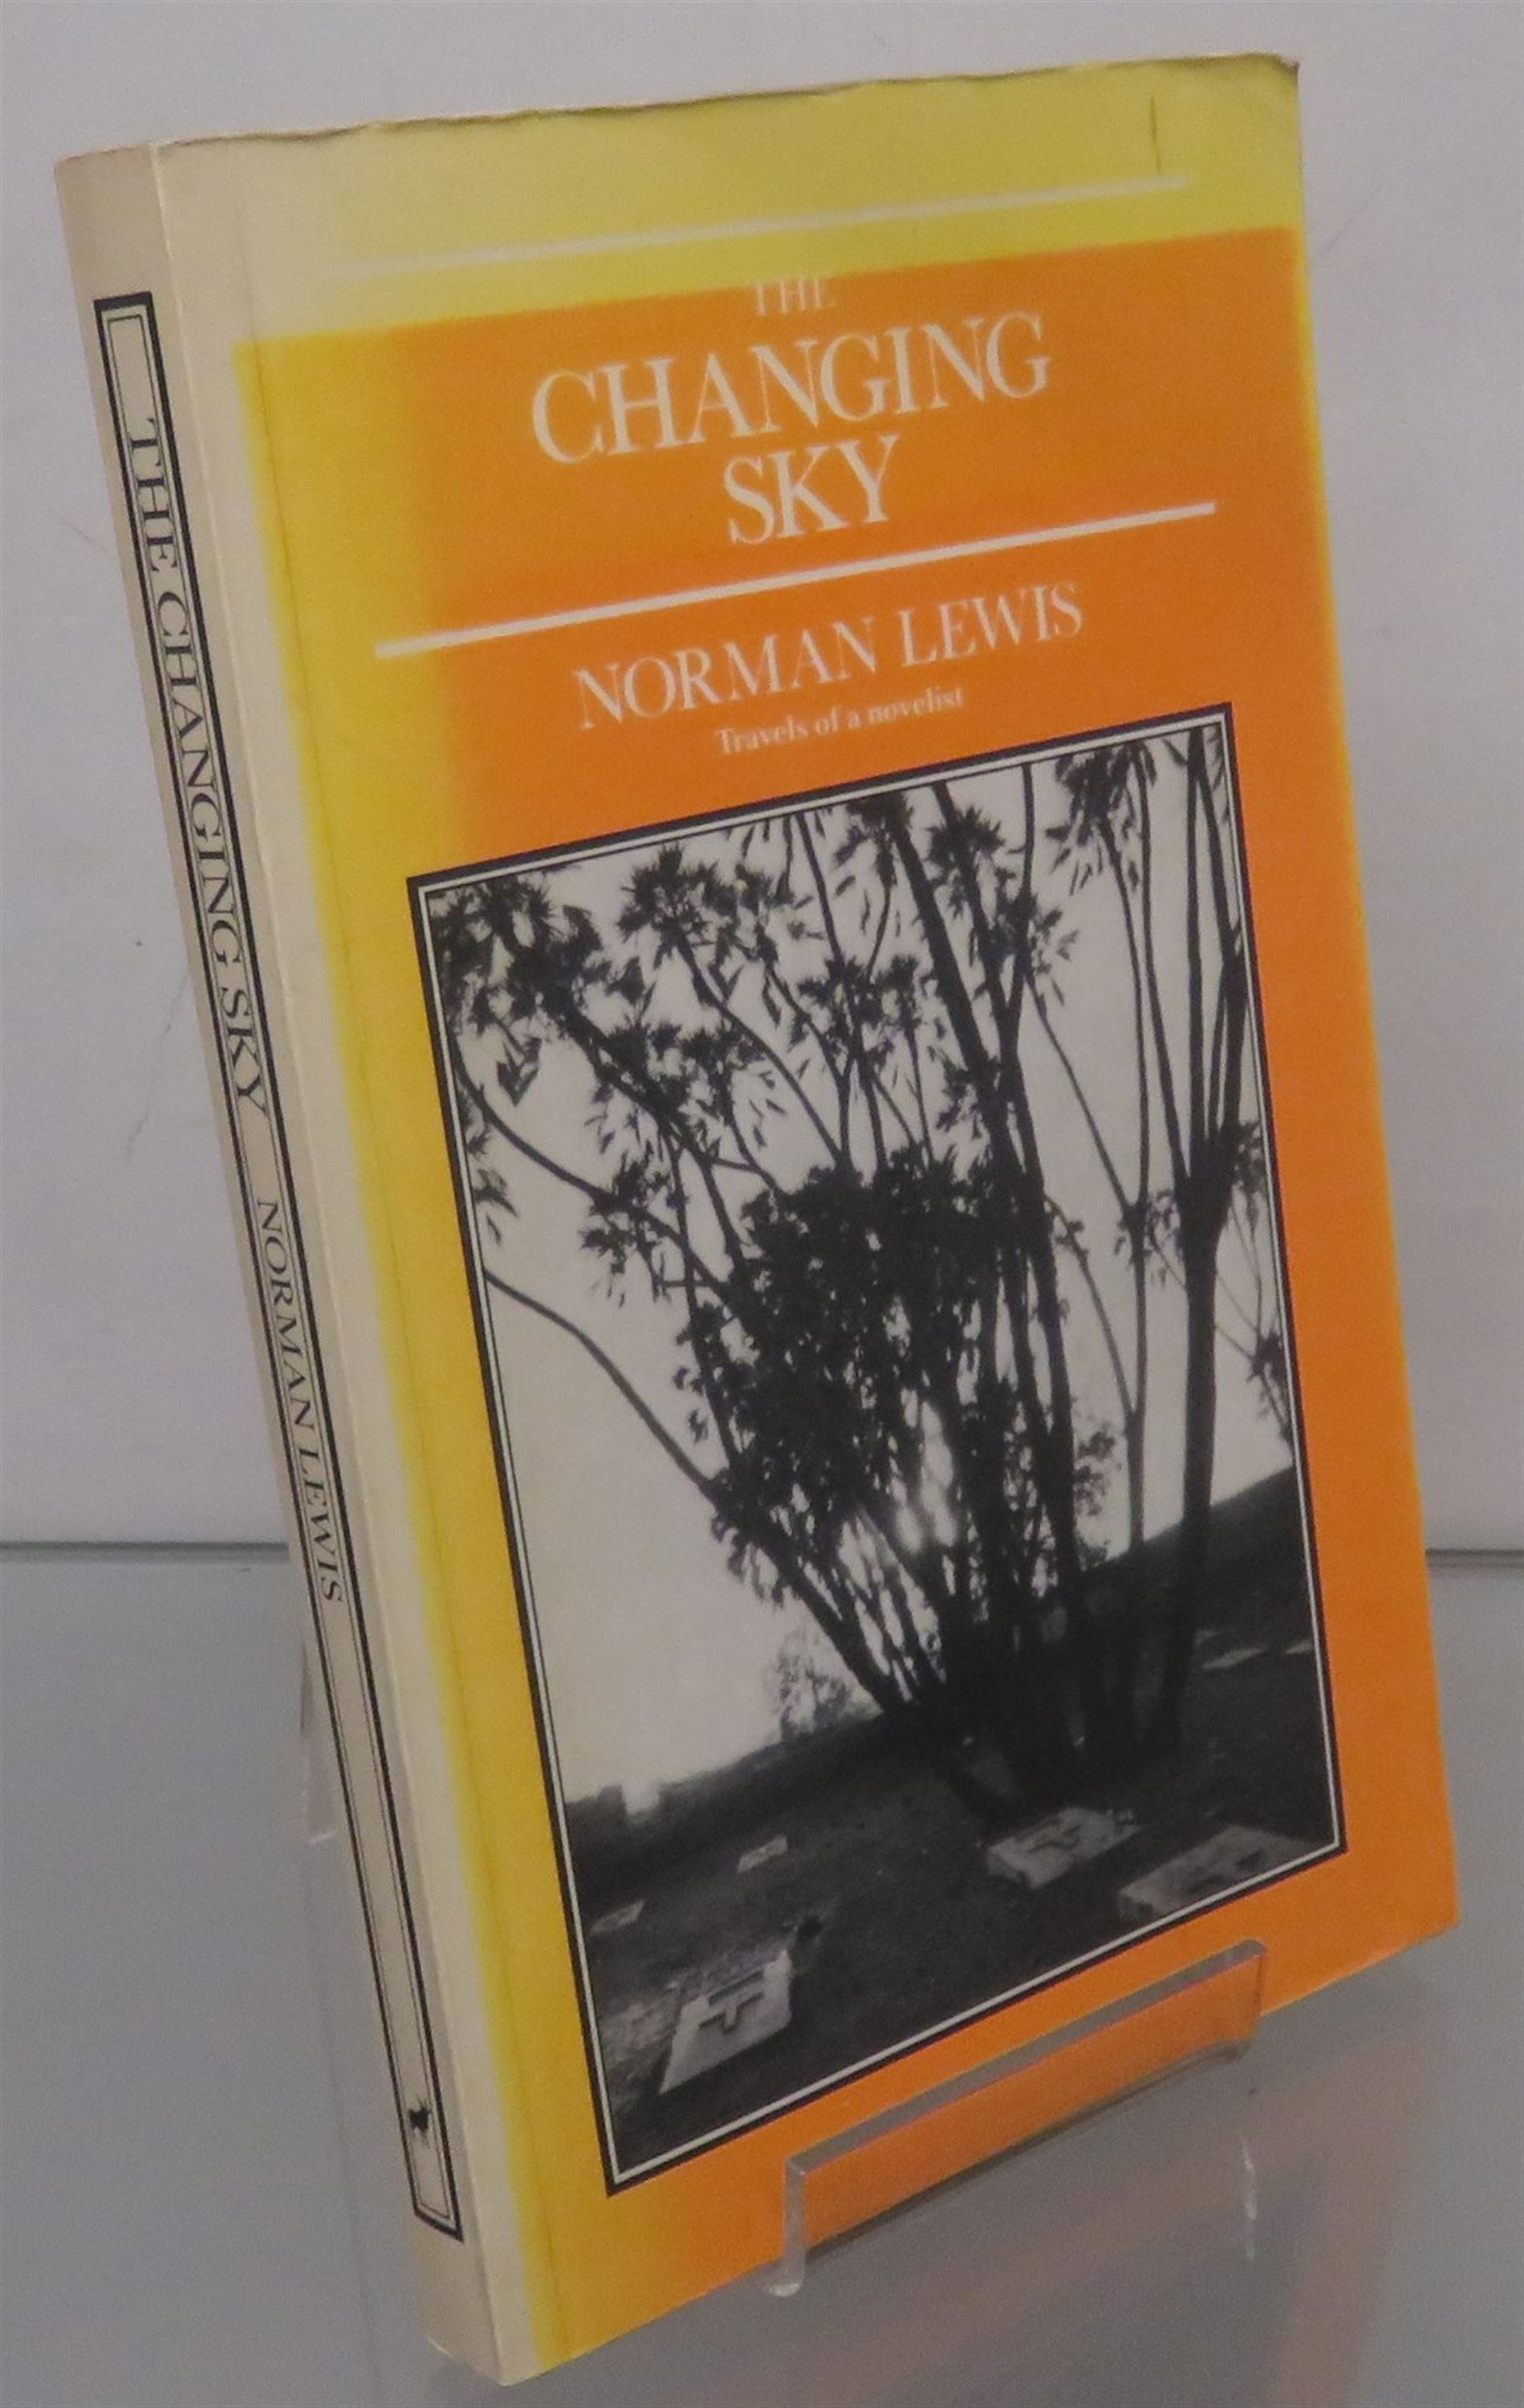 THE
CHANGING
SKY
NORMAN LEWIS
Travels of a novelist
THE CHANGING SKY NORMAN LEWIS